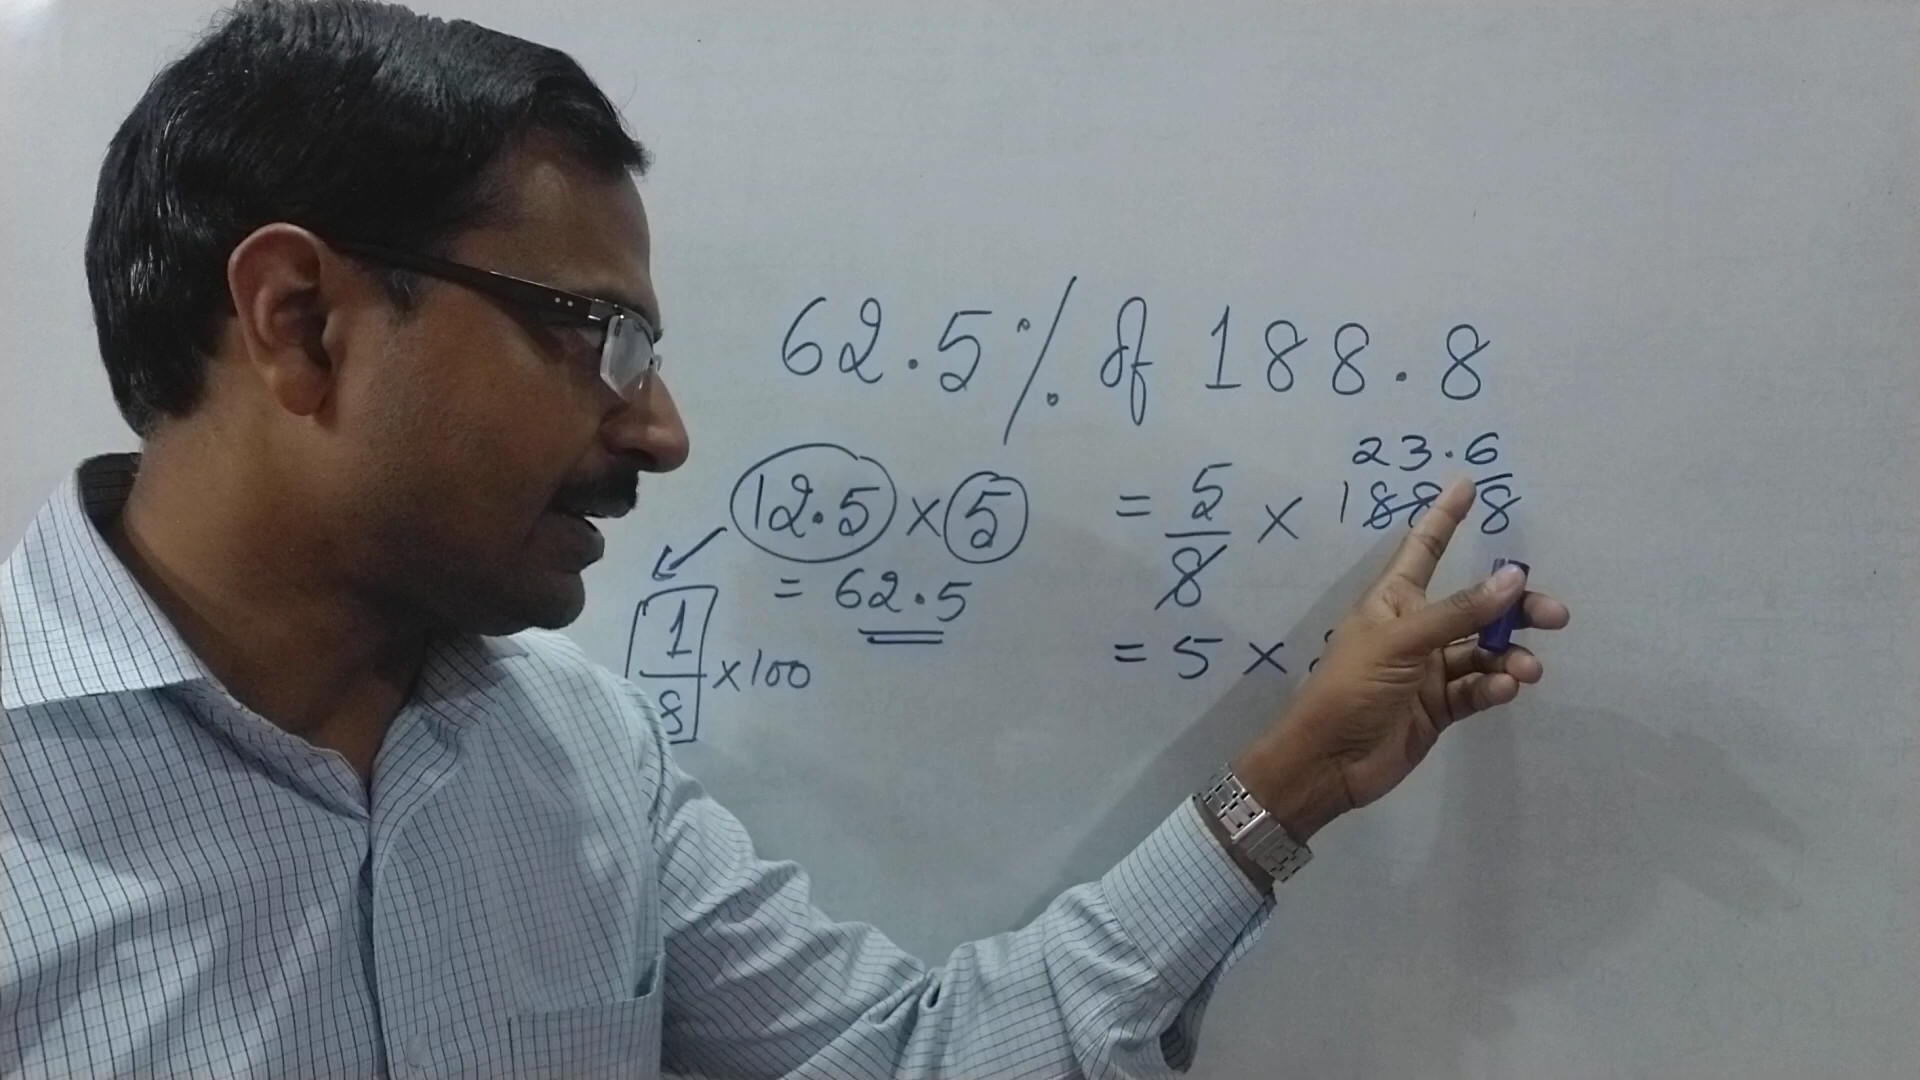 62.5% of 188.8
12.5 × 5
= 62.5
1/8 × 100
23.6
= 5/8 × 188.8
= 5 ×